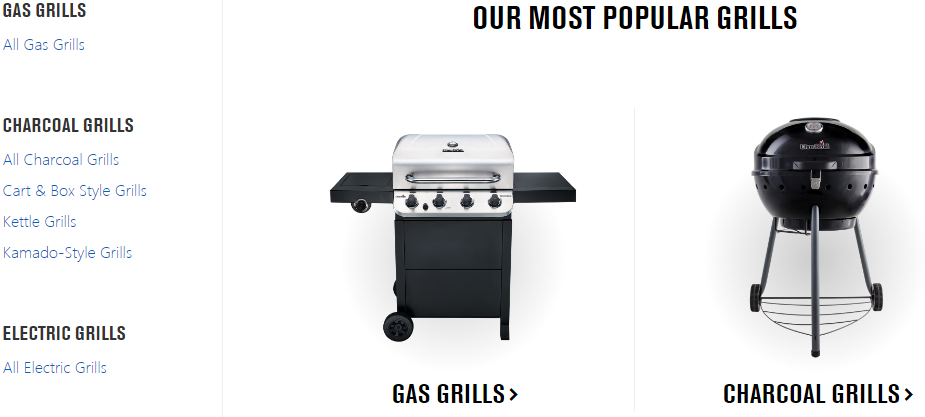 GAS GRILLS
All Gas Grills
CHARCOAL GRILLS
All Charcoal Grills
Cart & Box Style Grills
Kettle Grills
Kamado-Style Grills
ELECTRIC GRILLS
All Electric Grills
OUR MOST POPULAR GRILLS
GAS GRILLS
CHARCOAL GRILLS